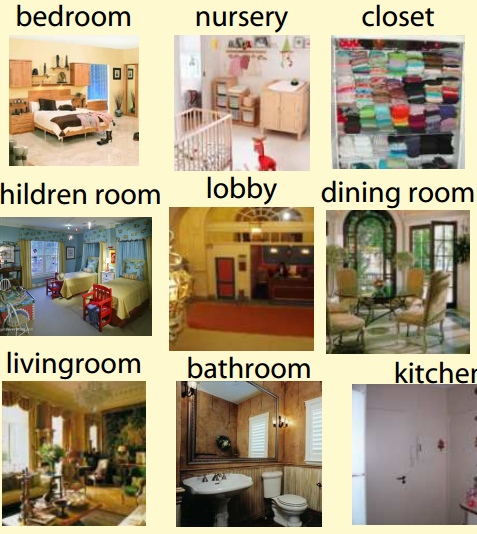 bedroom
nursery
closet
hildren room
lobby
dining room
livingroom
bathroom
kitchen